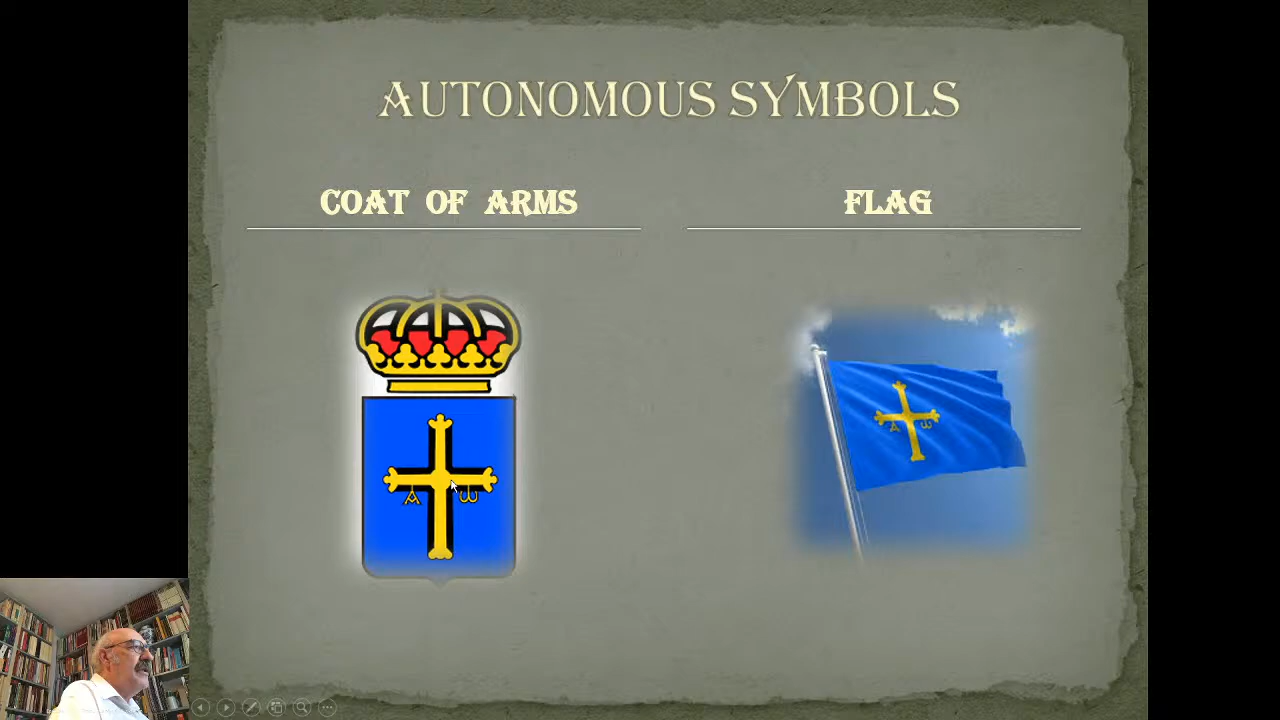 AUTONOMOUS SYMBOLS
COAT OF ARMS
FLAG
A ω
A ω